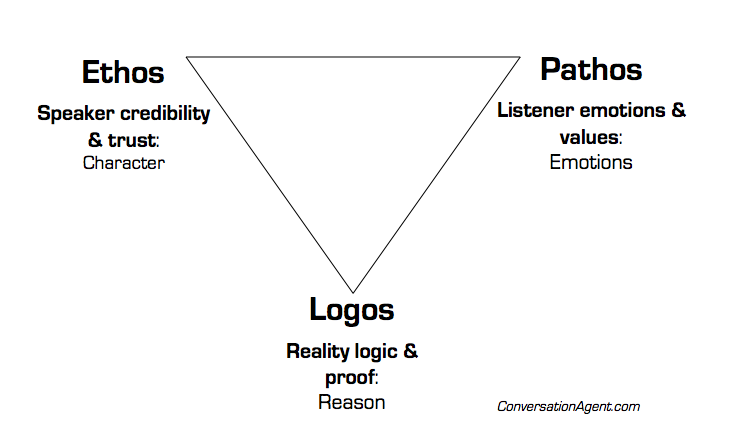 Ethos
Speaker credibility
& trust:
Character
Pathos
Listener emotions &
values:
Emotions
Logos
Reality logic &
proof:
Reason
ConversationAgent.com